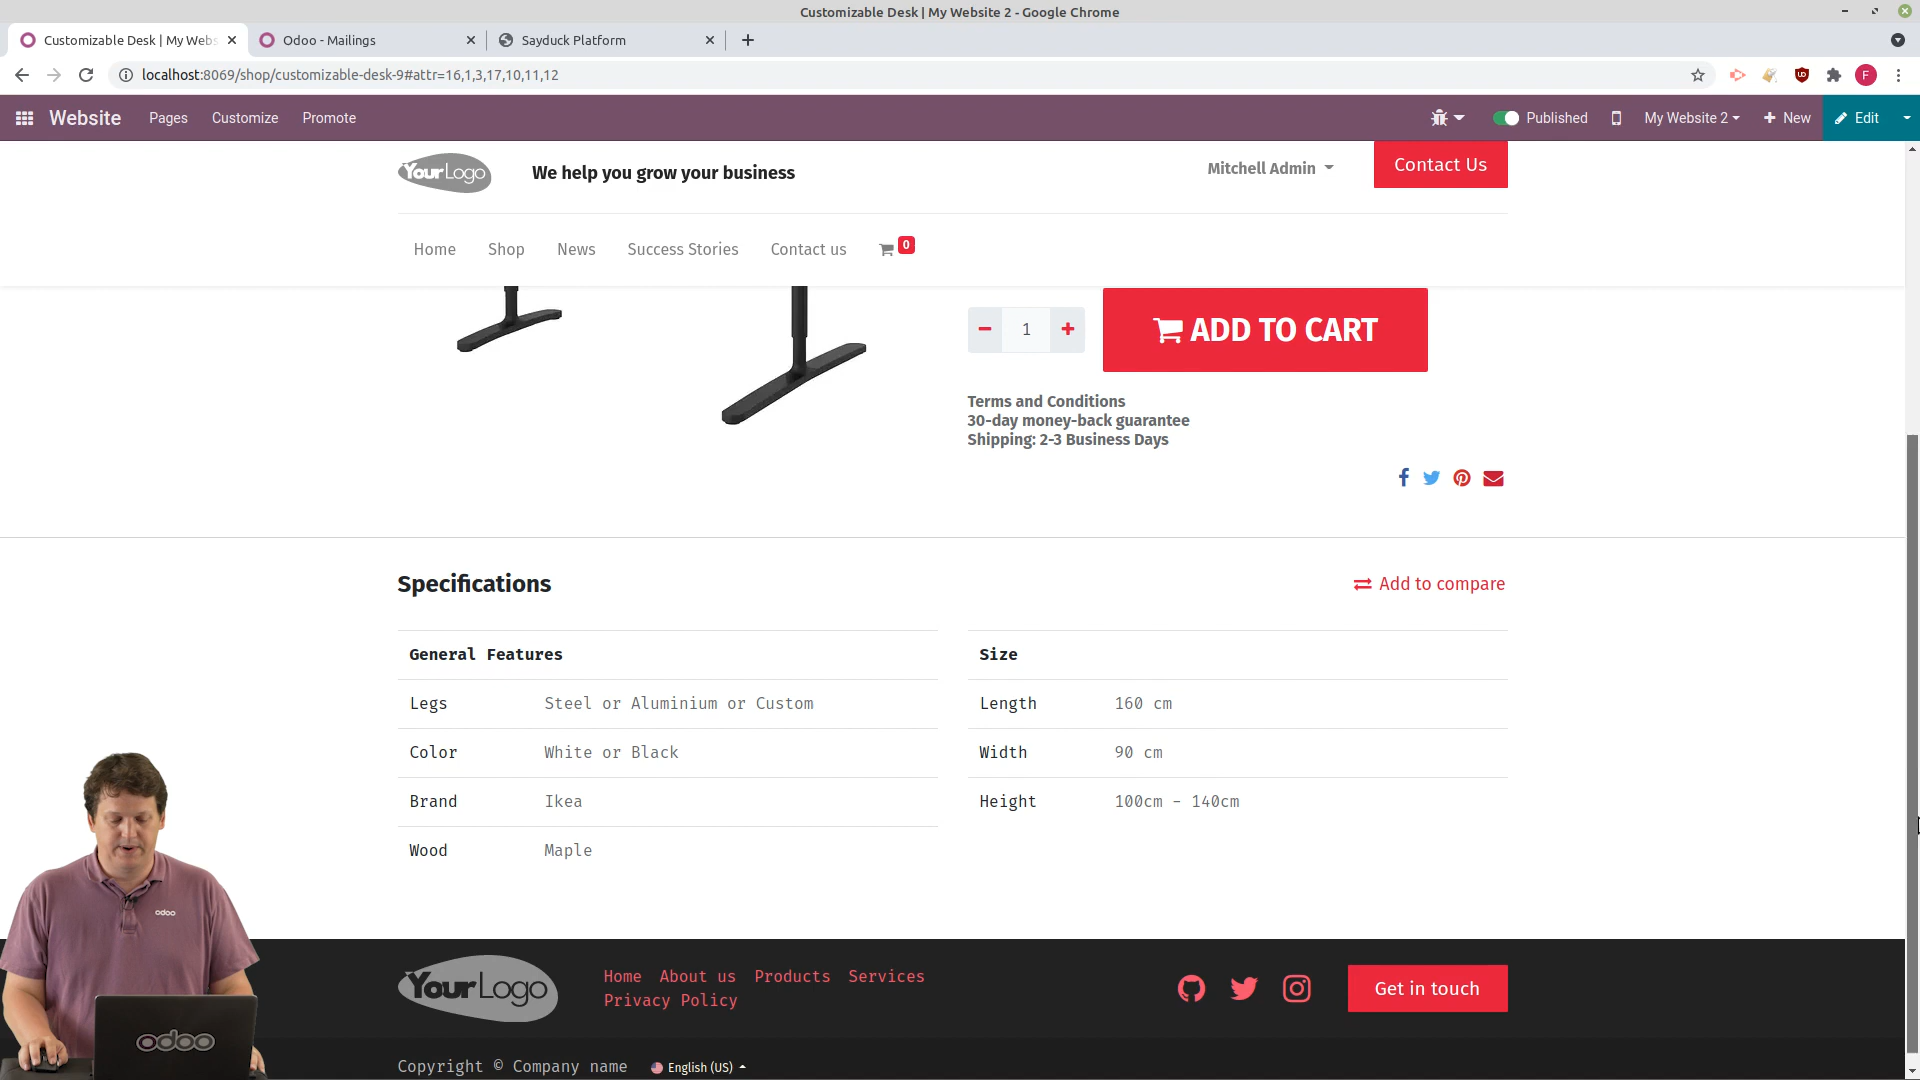 Customizable Desk | My Website 2 - Google Chrome
Customizable Desk | My Webs
Odoo - Mailings
Sayduck Platform
localhost:8069/shop/customizable-desk-9#attr=16,1,3,17,10,11,12
F
Website Pages Customize Promote
Published My Website 2 New Edit
YourLogo
We help you grow your business
Mitchell Admin
Contact Us
Home Shop News Success Stories Contact us 0
1
ADD TO CART
Terms and Conditions
30-day money-back guarantee
Shipping: 2-3 Business Days
Specifications
Add to compare
General Features
Legs Steel or Aluminium or Custom
Color White or Black
Brand Ikea
Wood Maple
Size
Length 160 cm
Width 90 cm
Height 100cm - 140cm
odoo
odoo
YourLogo
Home About us Products Services
Privacy Policy
Get in touch
Copyright © Company name English (US)